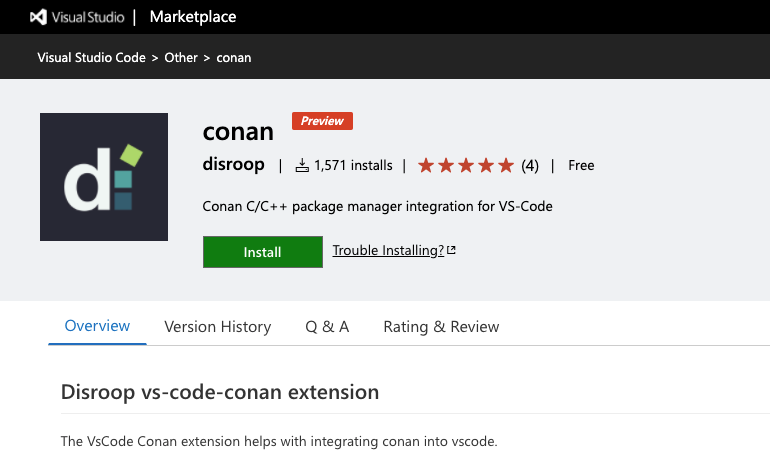 Visual Studio | Marketplace
Visual Studio Code > Other > conan
conan Preview
disroop | 1,571 installs | (4) | Free
Conan C/C++ package manager integration for VS-Code
Install Trouble Installing?
Overview Version History Q & A Rating & Review
Disroop vs-code-conan extension
The VsCode Conan extension helps with integrating conan into vscode.